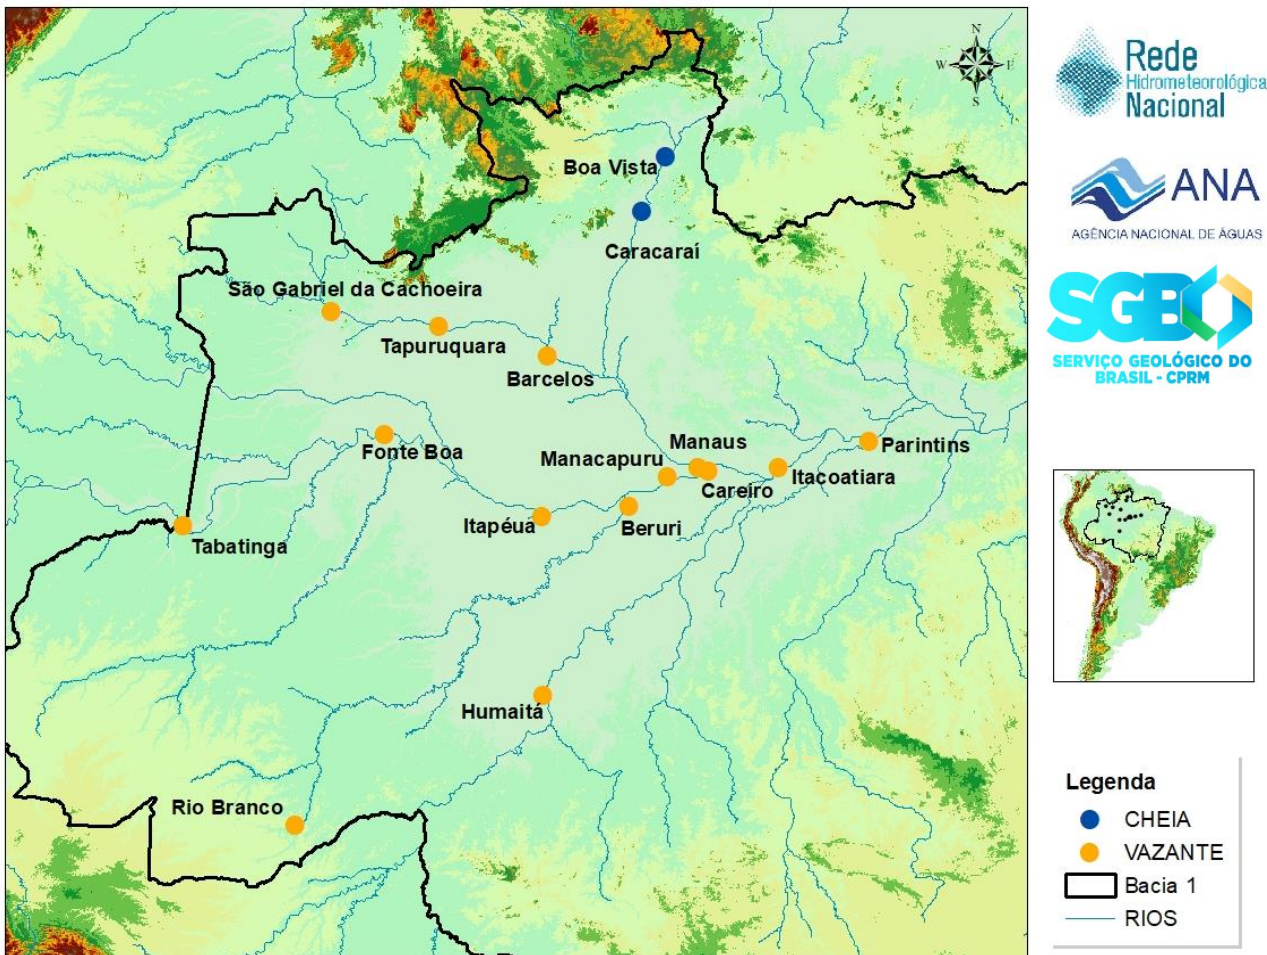 N
W
E
S
Boa Vista
Caracaraí
São Gabriel da Cachoeira
Tapuruquara
Barcelos
Fonte Boa
Manaus
Parintins
Manacapuru
Careiro
Itacoatiara
Itapéua
Beruri
Tabatinga
Humaitá
Rio Branco
Rede
Hidrometeorológica
Nacional
ANA
AGÊNCIA NACIONAL DE ÁGUAS
SGB
SERVIÇO GEOLÓGICO DO
BRASIL - CPRM
Legenda
CHEIA
VAZANTE
Bacia 1
RIOS